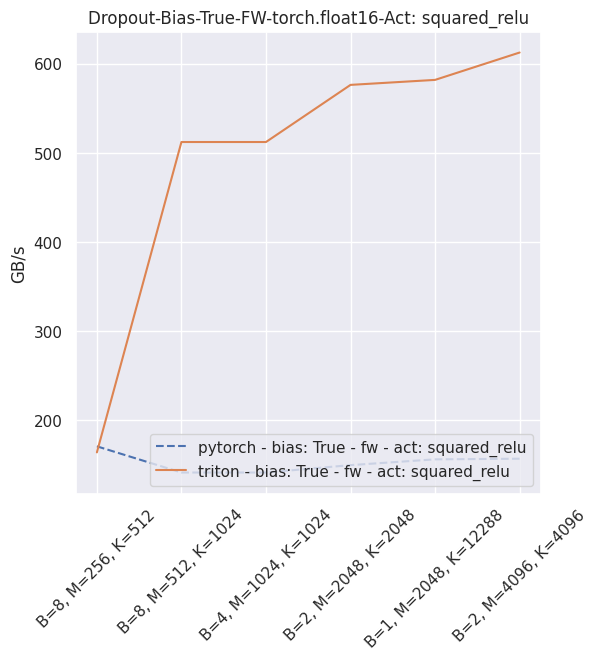 Dropout-Bias-True-FW-torch.float16-Act: squared_relu
600
500
400
300
200
GB/s
pytorch - bias: True - fw - act: squared_relu
triton - bias: True - fw - act: squared_relu
B=8, M=256, K=512
B=8, M=512, K=1024
B=4, M=1024, K=1024
B=2, M=2048, K=2048
B=1, M=2048, K=12288
B=2, M=4096, K=4096